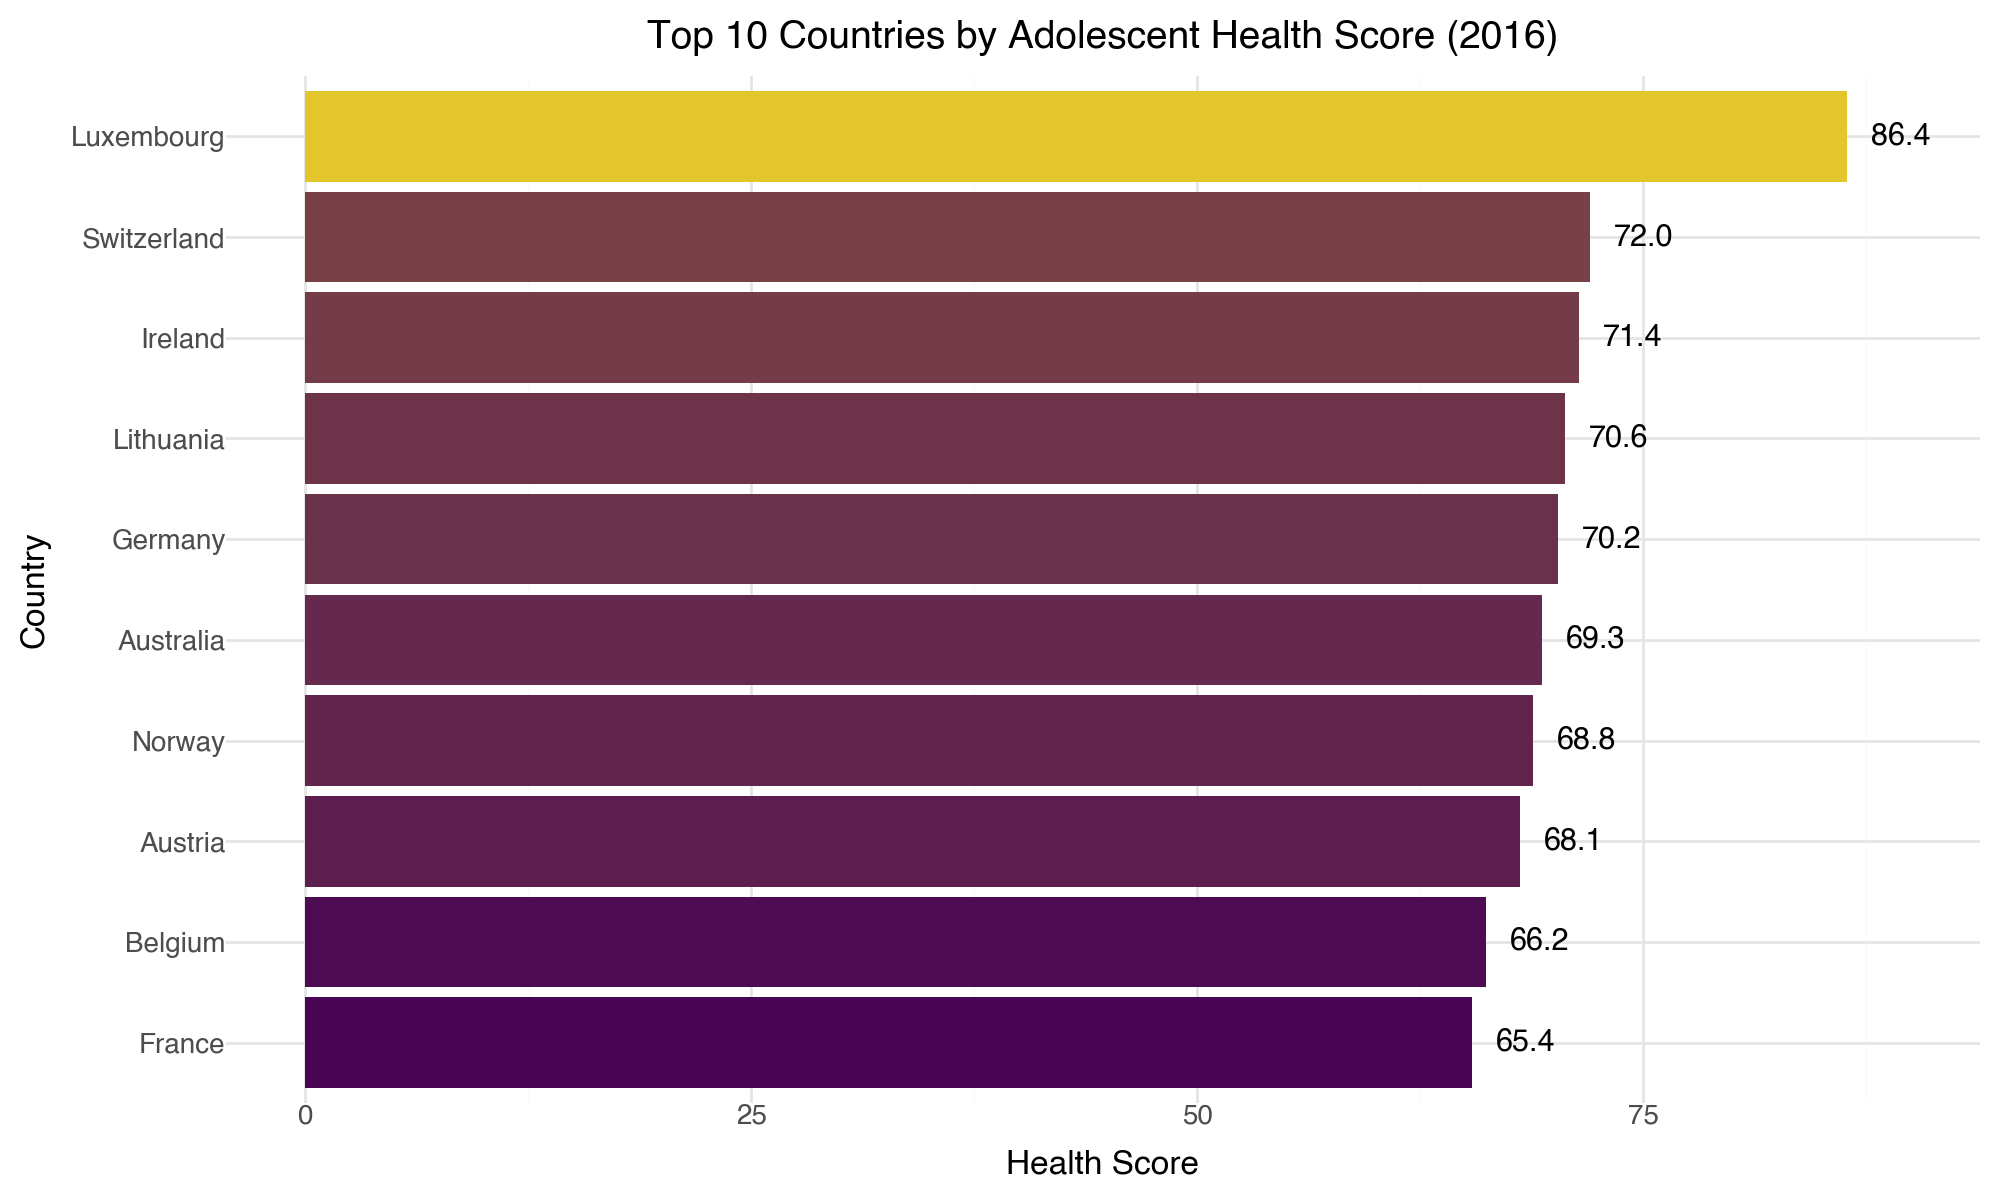 Top 10 Countries by Adolescent Health Score (2016)
Luxembourg 86.4
Switzerland 72.0
Ireland 71.4
Lithuania 70.6
Germany 70.2
Australia 69.3
Norway 68.8
Austria 68.1
Belgium 66.2
France 65.4
Country
0 25 50 75
Health Score